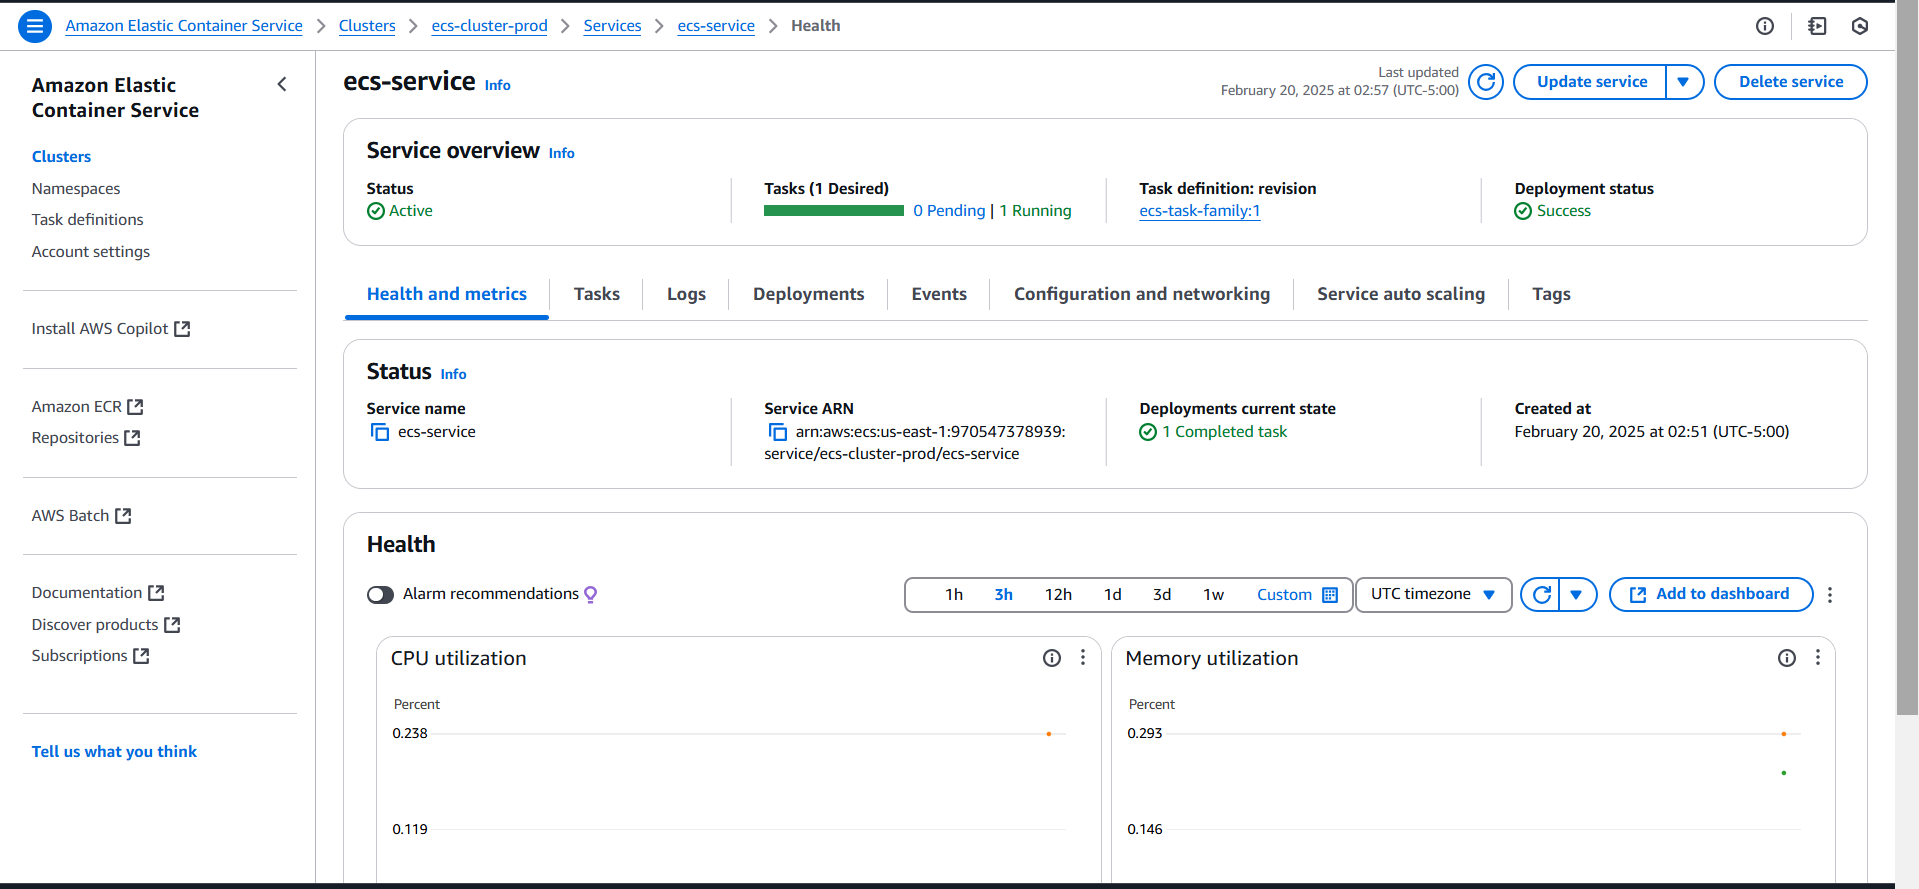 Amazon Elastic Container Service > Clusters > ecs-cluster-prod > Services > ecs-service > Health
Amazon Elastic
Container Service
Clusters
Namespaces
Task definitions
Account settings
Install AWS Copilot
Amazon ECR
Repositories
AWS Batch
Documentation
Discover products
Subscriptions
Tell us what you think
ecs-service Info
Last updated
February 20, 2025 at 02:57 (UTC-5:00)
Update service
Delete service
Service overview Info
Status
Active
Tasks (1 Desired)
0 Pending | 1 Running
Task definition: revision
ecs-task-family:1
Deployment status
Success
Health and metrics Tasks Logs Deployments Events Configuration and networking Service auto scaling Tags
Status Info
Service name
ecs-service
Service ARN
arn:aws:ecs:us-east-1:970547378939:
service/ecs-cluster-prod/ecs-service
Deployments current state
1 Completed task
Created at
February 20, 2025 at 02:51 (UTC-5:00)
Health
Alarm recommendations
1h 3h 12h 1d 3d 1w Custom
UTC timezone
Add to dashboard
CPU utilization
Percent
0.238
0.119
Memory utilization
Percent
0.293
0.146